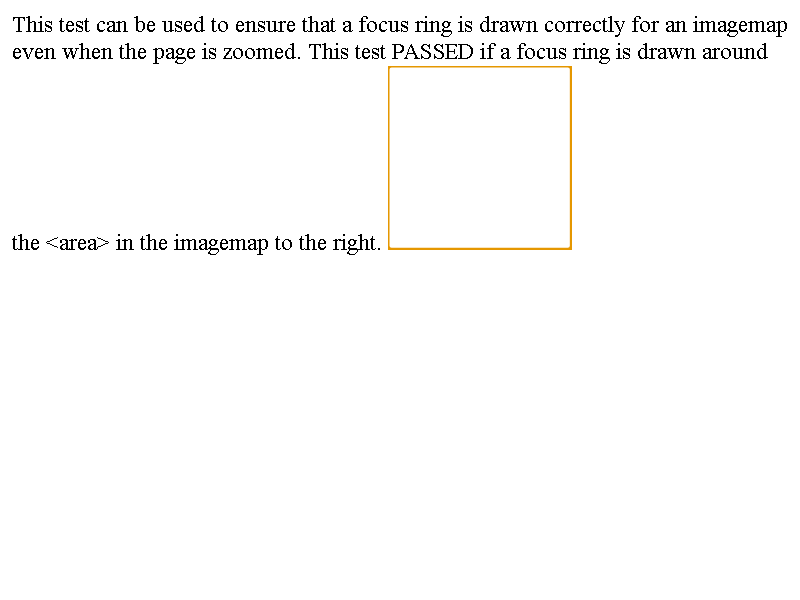 This test can be used to ensure that a focus ring is drawn correctly for an imagemap
even when the page is zoomed. This test PASSED if a focus ring is drawn around
the <area> in the imagemap to the right.